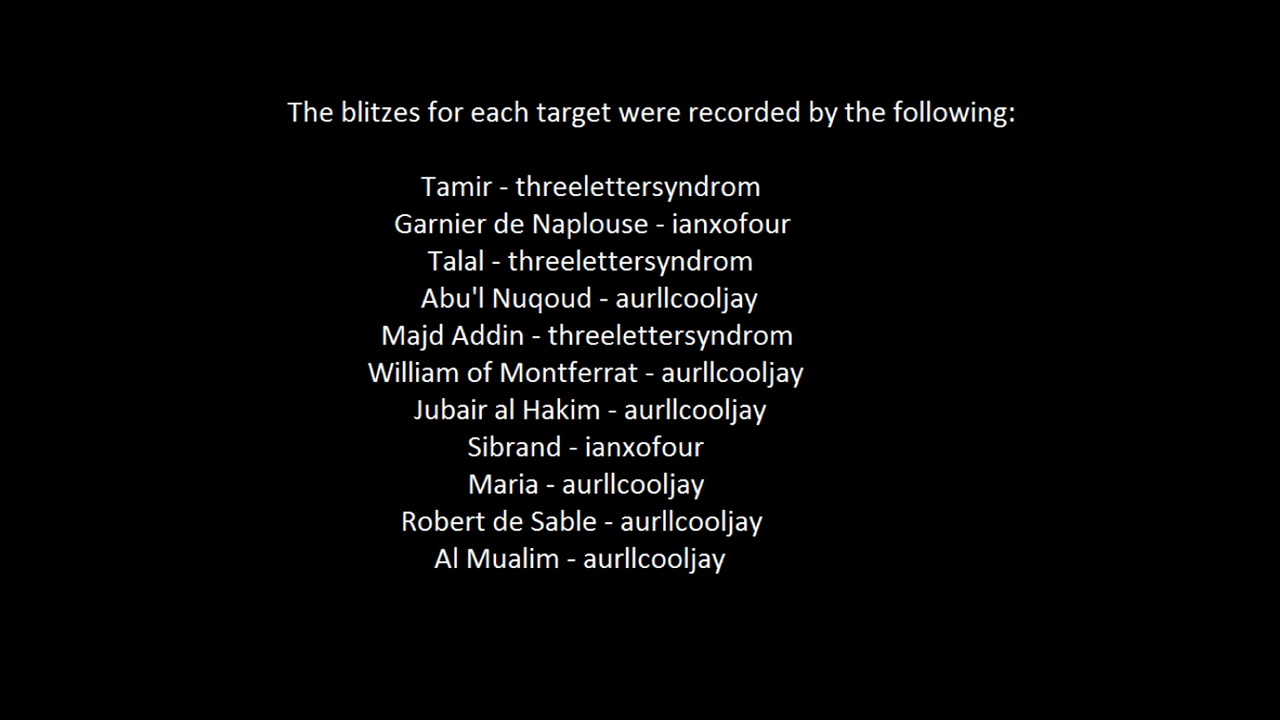 The blitzes for each target were recorded by the following:
Tamir - threelettersyndrom
Garnier de Naplouse - ianxofour
Talal - threelettersyndrom
Abu'l Nuqoud - aurllcooljay
Majd Addin - threelettersyndrom
William of Montferrat - aurllcooljay
Jubair al Hakim - aurllcooljay
Sibrand - ianxofour
Maria - aurllcooljay
Robert de Sable - aurllcooljay
Al Mualim - aurllcooljay